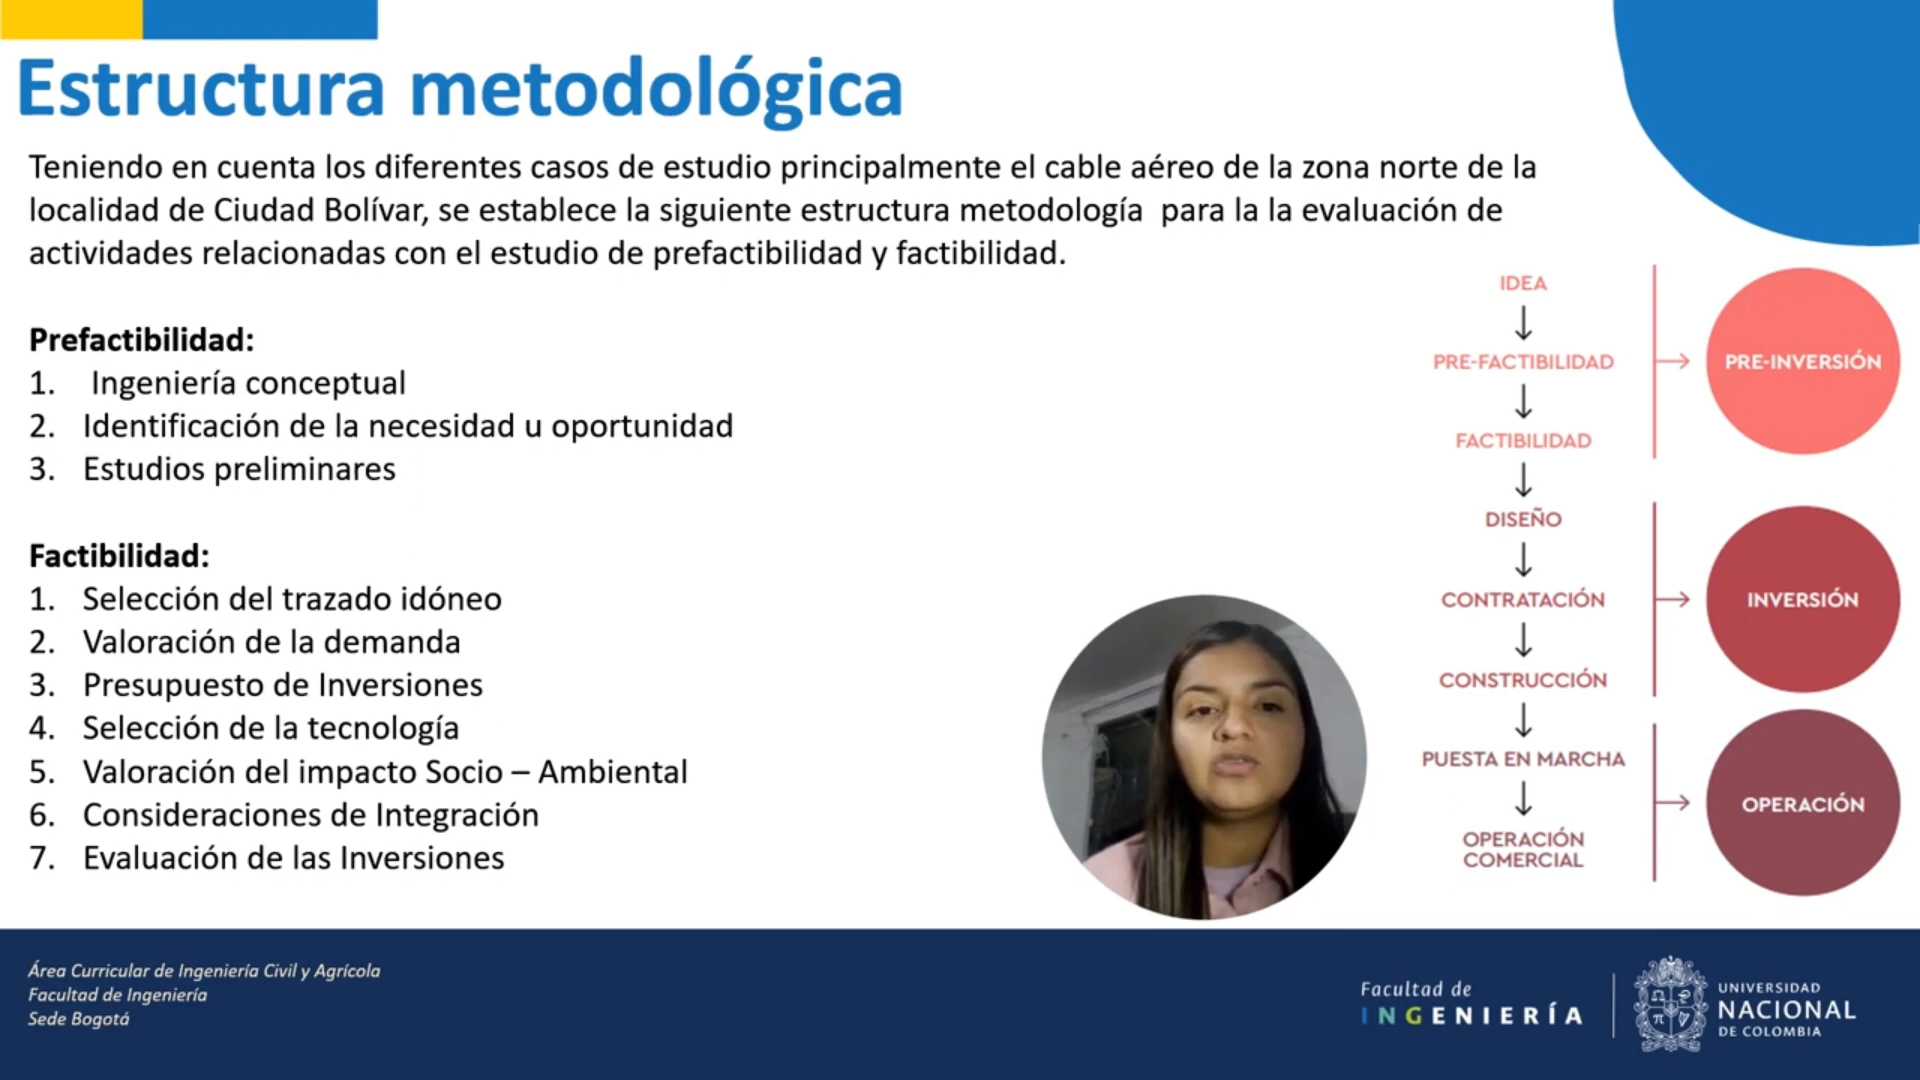 Estructura metodológica
Teniendo en cuenta los diferentes casos de estudio principalmente el cable aéreo de la zona norte de la
localidad de Ciudad Bolívar, se establece la siguiente estructura metodología  para la la evaluación de
actividades relacionadas con el estudio de prefactibilidad y factibilidad.
Prefactibilidad:
1. Ingeniería conceptual
2. Identificación de la necesidad u oportunidad
3. Estudios preliminares
Factibilidad:
1. Selección del trazado idóneo
2. Valoración de la demanda
3. Presupuesto de Inversiones
4. Selección de la tecnología
5. Valoración del impacto Socio – Ambiental
6. Consideraciones de Integración
7. Evaluación de las Inversiones
IDEA
PRE-FACTIBILIDAD
FACTIBILIDAD
PRE-INVERSIÓN
DISEÑO
CONTRATACIÓN
CONSTRUCCIÓN
INVERSIÓN
PUESTA EN MARCHA
OPERACIÓN
COMERCIAL
OPERACIÓN
Área Curricular de Ingeniería Civil y Agrícola
Facultad de Ingeniería
Sede Bogotá
Facultad de
INGENIERÍA
UNIVERSIDAD
NACIONAL
DE COLOMBIA